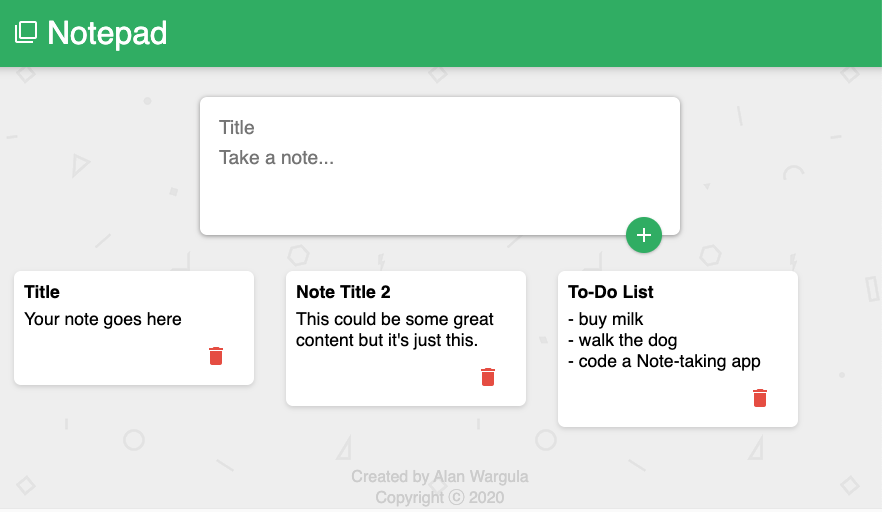 Notepad
Title
Take a note...
Title
Your note goes here
Note Title 2
This could be some great
content but it's just this.
To-Do List
- buy milk
- walk the dog
- code a Note-taking app
Created by Alan Wargula
Copyright ⓒ 2020